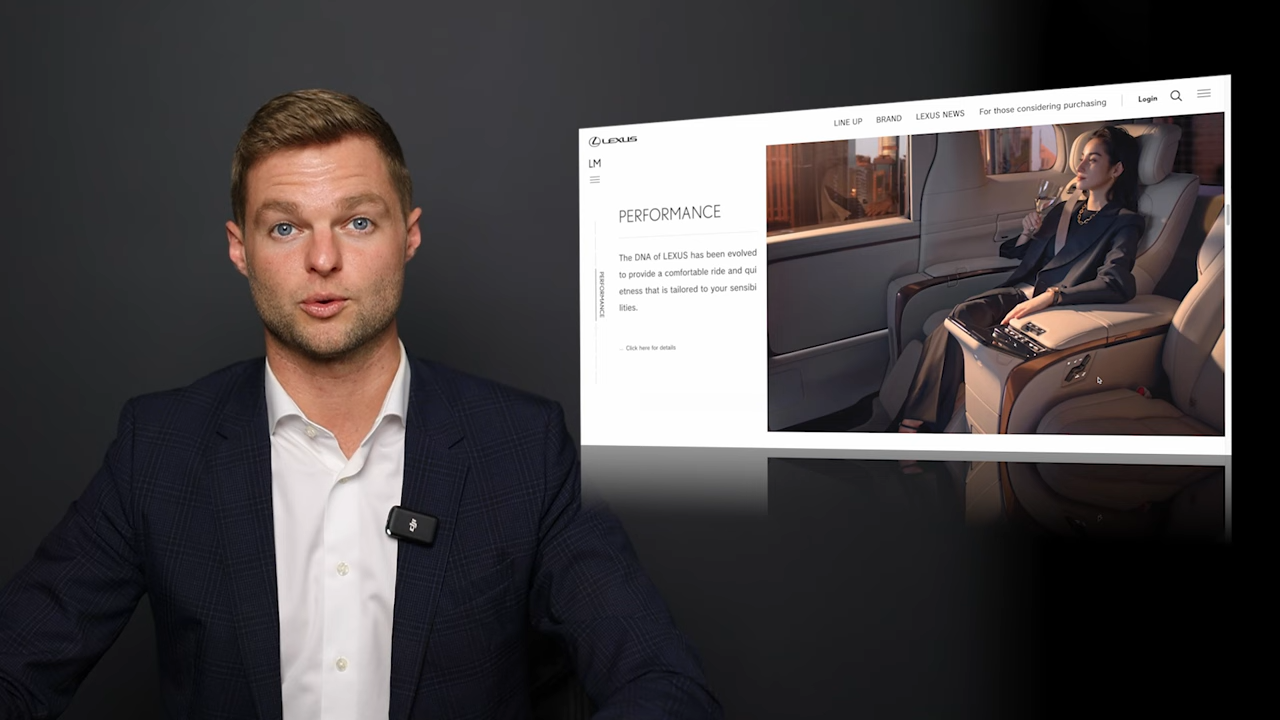 LEXUS
LINE UP BRAND LEXUS NEWS For those considering purchasing Login
LM
PERFORMANCE
PERFORMANCE
The DNA of LEXUS has been evolved
to provide a comfortable ride and qui
etness that is tailored to your sensibi
lities.
Click here for details
dji